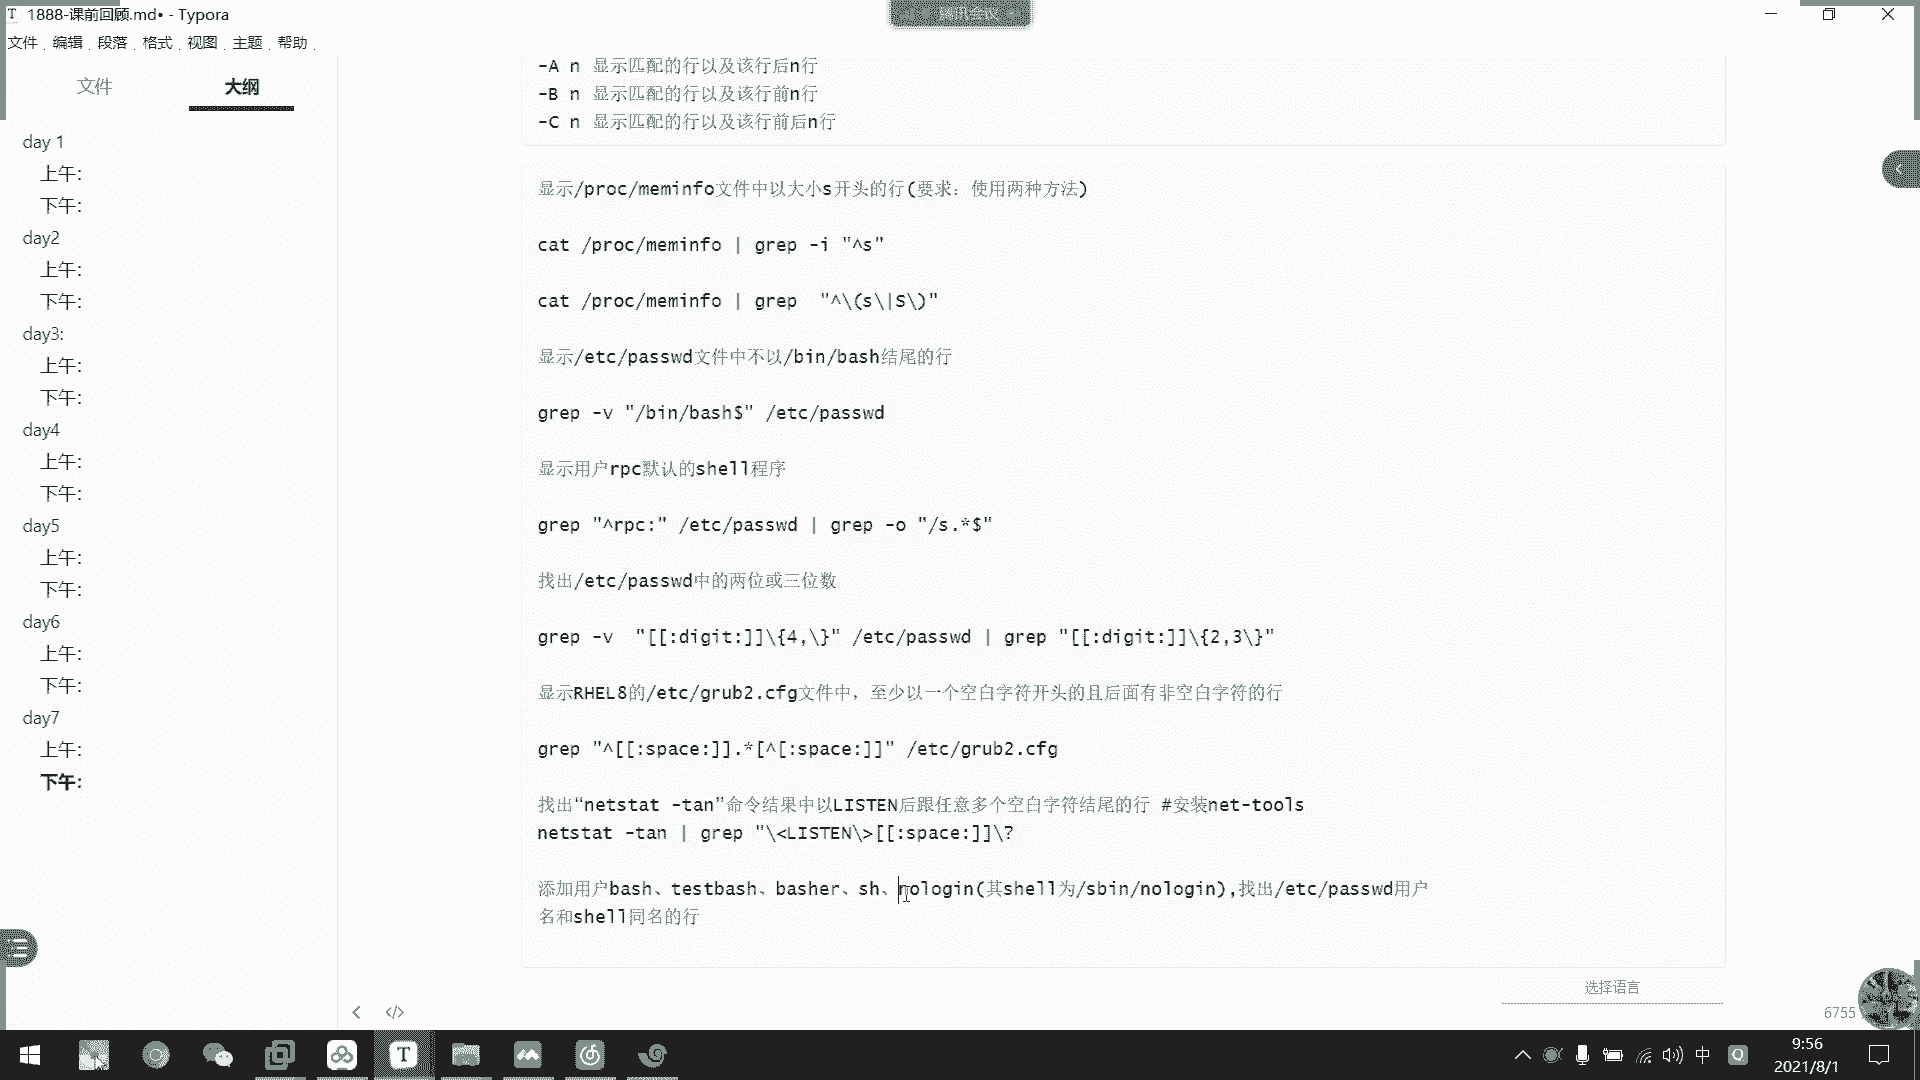 1888-课前回顾.md• - Typora
腾讯会议
文件 编辑 段落 格式 视图 主题 帮助
文件 大纲
day 1
上午:
下午:
day2
上午:
下午:
day3:
上午:
下午:
day4
上午:
下午:
day5
上午:
下午:
day6
上午:
下午:
day7
上午:
下午:
-A n 显示匹配的行以及该行后n行
-B n 显示匹配的行以及该行前n行
-C n 显示匹配的行以及该行前后n行
显示/proc/meminfo文件中以大小s开头的行(要求: 使用两种方法)
cat /proc/meminfo | grep -i "^s"
cat /proc/meminfo | grep  "^\(s\|S\)"
显示/etc/passwd文件中不以/bin/bash结尾的行
grep -v "/bin/bash$" /etc/passwd
显示用户rpc默认的shell程序
grep "^rpc:" /etc/passwd | grep -o "/s.*$"
找出/etc/passwd中的两位或三位数
grep -v  "[[:digit:]]\{4,\}" /etc/passwd | grep "[[:digit:]]\{2,3\}"
显示RHEL8的/etc/grub2.cfg文件中，至少以一个空白字符开头的且后面有非空白字符的行
grep "^[[:space:]].*[^[:space:]]" /etc/grub2.cfg
找出“netstat -tan”命令结果中以LISTEN后跟任意多个空白字符结尾的行 #安装net-tools
netstat -tan | grep "\<LISTEN\>[[:space:]]\?
添加用户bash、testbash、basher、sh、nologin(其shell为/sbin/nologin),找出/etc/passwd用户
名和shell同名的行
选择语言
6755
中
9:56
2021/8/1